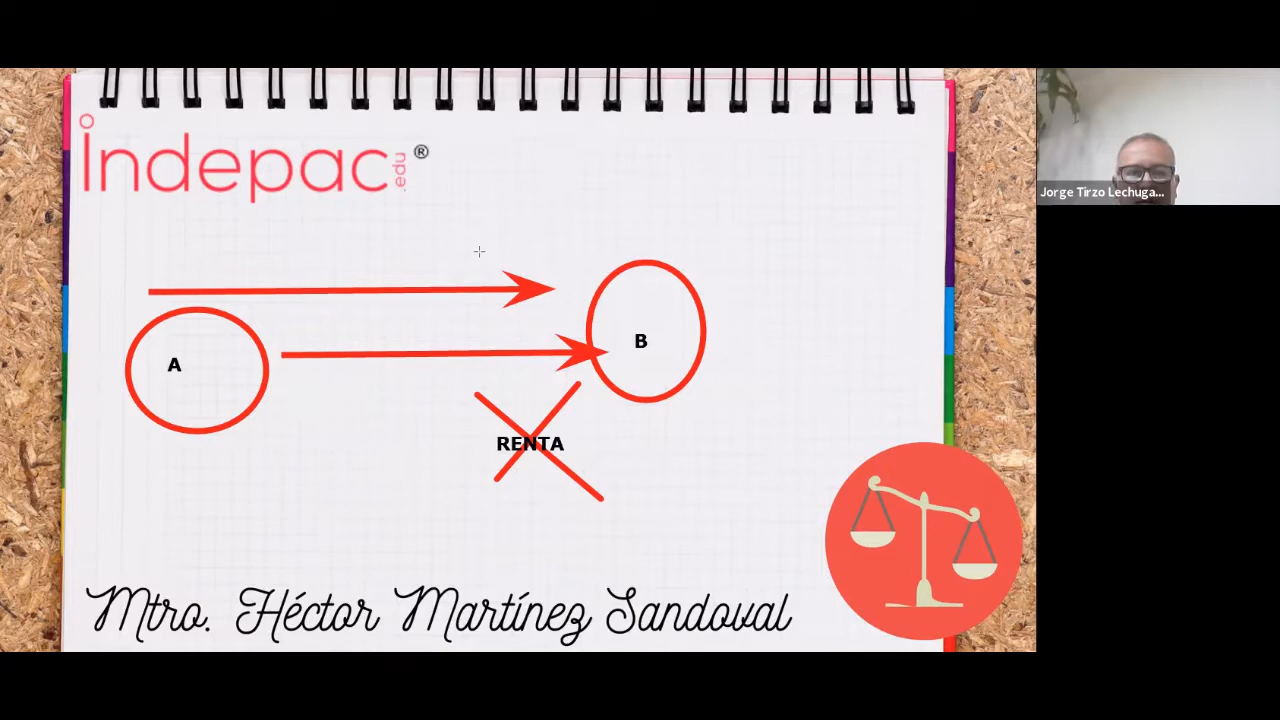 indepac.edu®
Jorge Tirzo Lechuga...
A
B
RENTA
Mtro. Héctor Martínez Sandoval